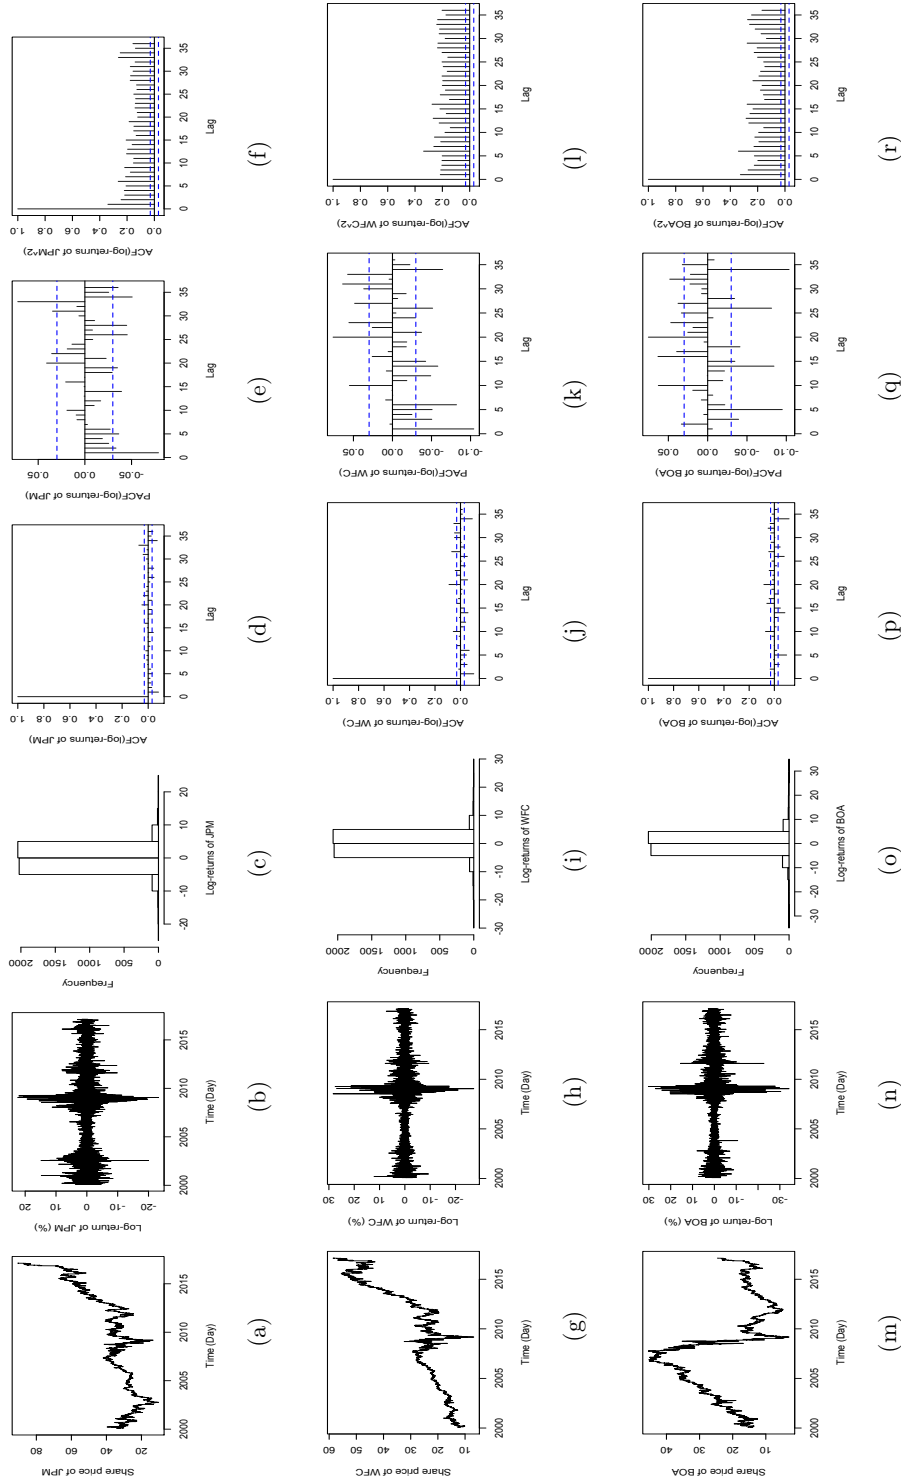 Share price of JPM
20 40 60 80
2000 2005 2010 2015
Time (Day)
(a)
Log-return of JPM (%)
-20 -10 0 10 20
2000 2005 2010 2015
Time (Day)
(b)
Frequency
0 500 1000 1500 2000
-20 -10 0 10 20
Log-returns of JPM
(c)
ACF(log-returns of JPM)
0.0 0.2 0.4 0.6 0.8 1.0
0 5 10 15 20 25 30 35
Lag
(d)
PACF(log-returns of JPM)
-0.05 0.00 0.05
0 5 10 15 20 25 30 35
Lag
(e)
ACF(log-returns of JPM^2)
0.0 0.2 0.4 0.6 0.8 1.0
0 5 10 15 20 25 30 35
Lag
(f)
Share price of WFC
10 20 30 40 50 60
2000 2005 2010 2015
Time (Day)
(g)
Log-return of WFC (%)
-20 -10 0 10 20 30
2000 2005 2010 2015
Time (Day)
(h)
Frequency
0 500 1000 1500 2000
-30 -20 -10 0 10 20 30
Log-returns of WFC
(i)
ACF(log-returns of WFC)
0.0 0.2 0.4 0.6 0.8 1.0
0 5 10 15 20 25 30 35
Lag
(j)
PACF(log-returns of WFC)
-0.10 -0.05 0.00 0.05
0 5 10 15 20 25 30 35
Lag
(k)
ACF(log-returns of WFC^2)
0.0 0.2 0.4 0.6 0.8 1.0
0 5 10 15 20 25 30 35
Lag
(l)
Share price of BOA
10 20 30 40
2000 2005 2010 2015
Time (Day)
(m)
Log-return of BOA (%)
-30 -10 0 10 20 30
2000 2005 2010 2015
Time (Day)
(n)
Frequency
0 500 1000 1500 2000
-30 -20 -10 0 10 20 30
Log-returns of BOA
(o)
ACF(log-returns of BOA)
0.0 0.2 0.4 0.6 0.8 1.0
0 5 10 15 20 25 30 35
Lag
(p)
PACF(log-returns of BOA)
-0.10 -0.05 0.00 0.05
0 5 10 15 20 25 30 35
Lag
(q)
ACF(log-returns of BOA^2)
0.0 0.2 0.4 0.6 0.8 1.0
0 5 10 15 20 25 30 35
Lag
(r)